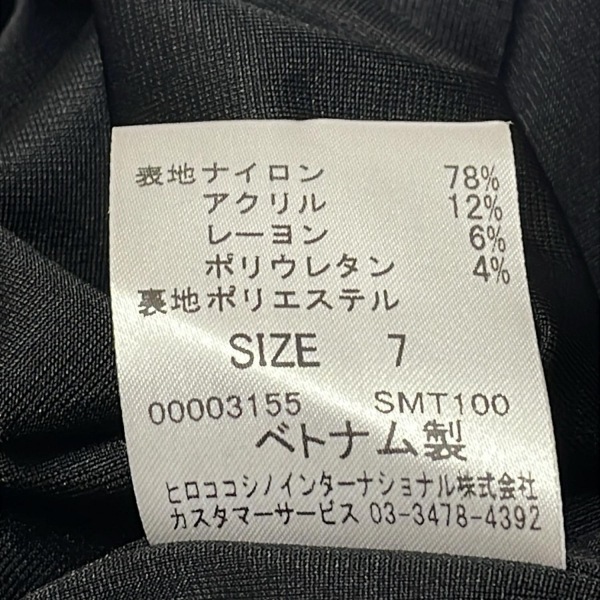 表地ナイロン 78%
アクリル 12%
レーヨン 6%
ポリウレタン 4%
裏地ポリエステル
SIZE 7
00003155 SMT100
ベトナム製
ヒロココシノインターナショナル株式会社
カスタマーサービス 03-3478-4392